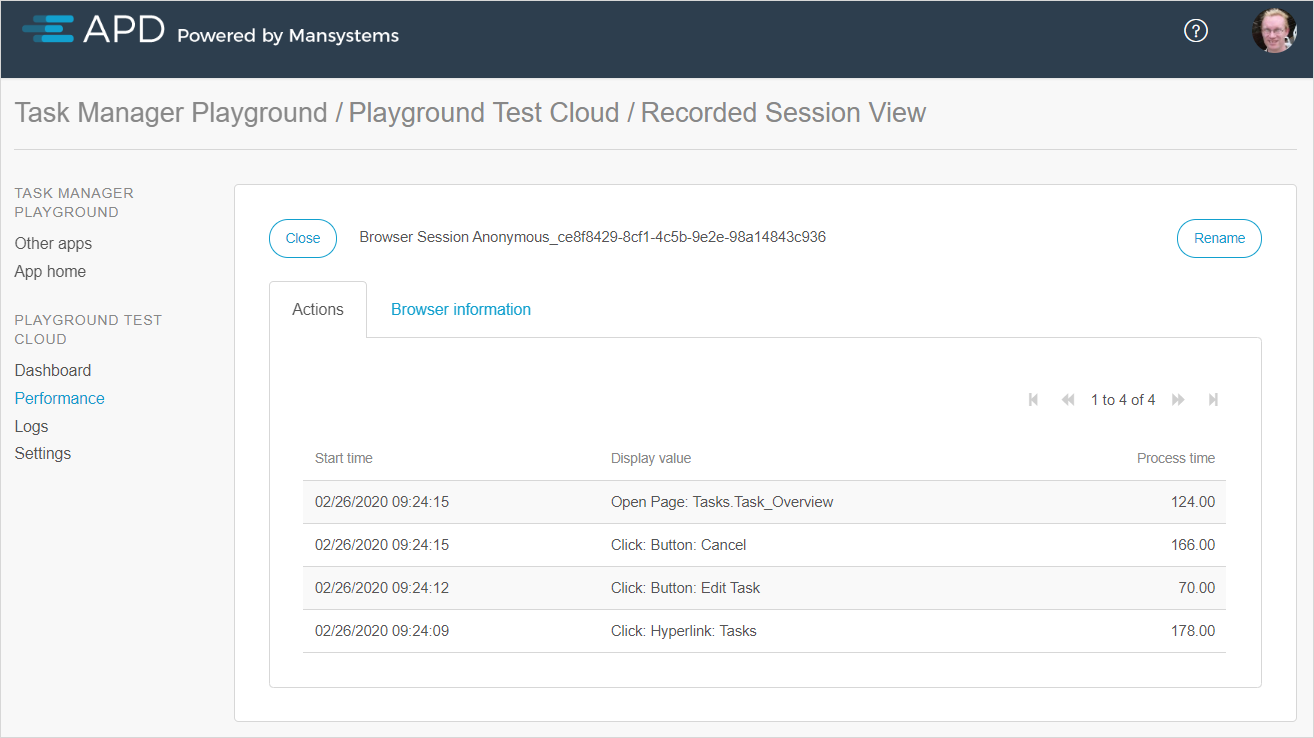 APD Powered by Mansystems
?
Task Manager Playground / Playground Test Cloud / Recorded Session View
TASK MANAGER
PLAYGROUND
Other apps
App home
PLAYGROUND TEST
CLOUD
Dashboard
Performance
Logs
Settings
Close Browser Session Anonymous_ce8f8429-8cf1-4c5b-9e2e-98a14843c936 Rename
Actions Browser information
1 to 4 of 4
Start time Display value Process time
02/26/2020 09:24:15 Open Page: Tasks.Task_Overview 124.00
02/26/2020 09:24:15 Click: Button: Cancel 166.00
02/26/2020 09:24:12 Click: Button: Edit Task 70.00
02/26/2020 09:24:09 Click: Hyperlink: Tasks 178.00